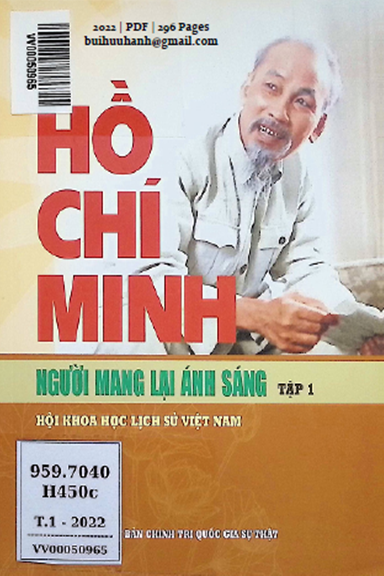 2022 | PDF | 296 Pages
buihuuhanh@gmail.com
VV00050965
HỒ
CHÍ
MINH
NGƯỜI MANG LẠI ÁNH SÁNG TẬP 1
HỘI KHOA HỌC LỊCH SỬ VIỆT NAM
959.7040
H450c
T.1 - 2022
VV00050965
BẢN CHÍNH TRỊ QUỐC GIA SỰ THẬT